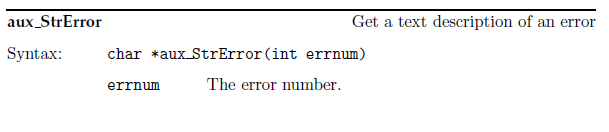 aux_StrError Get a text description of an error
Syntax: char *aux_StrError(int errnum)
errnum The error number.